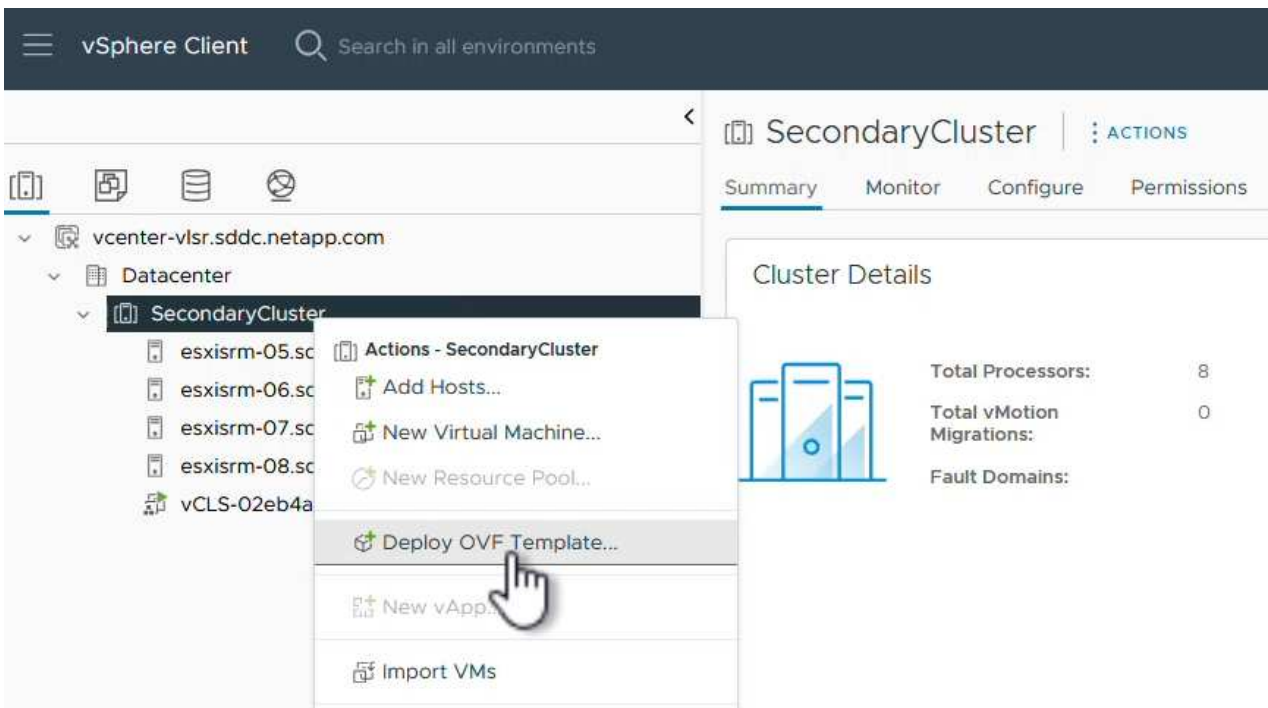 vSphere Client
Search in all environments
SecondaryCluster
ACTIONS
Summary Monitor Configure Permissions
vcenter-vlsr.sddc.netapp.com
Datacenter
SecondaryCluster
esxisrm-05.sc
esxisrm-06.sc
esxisrm-07.sc
esxisrm-08.sc
vCLS-02eb4a
Actions - SecondaryCluster
Add Hosts...
New Virtual Machine...
New Resource Pool...
Deploy OVF Template...
New vApp...
Import VMs
Cluster Details
Total Processors: 8
Total vMotion 0
Migrations:
Fault Domains: